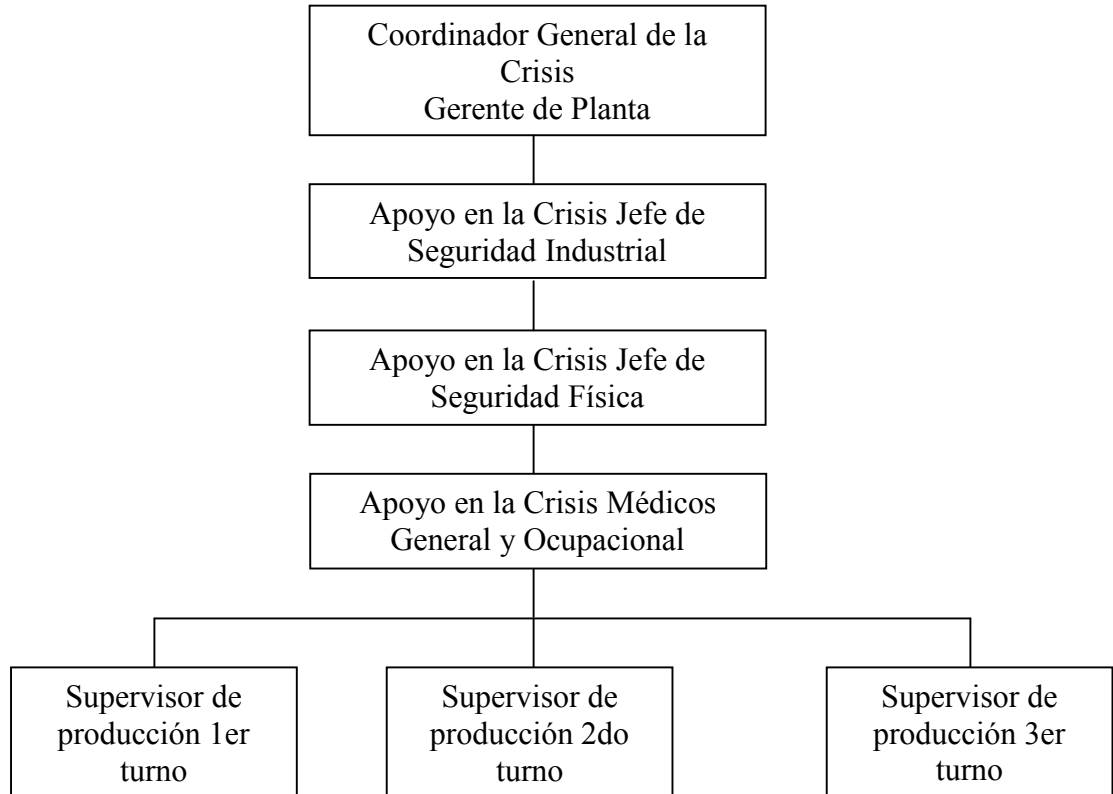 Coordinador General de la
Crisis
Gerente de Planta
Apoyo en la Crisis Jefe de
Seguridad Industrial
Apoyo en la Crisis Jefe de
Seguridad Física
Apoyo en la Crisis Médicos
General y Ocupacional
Supervisor de
producción 1er
turno
Supervisor de
producción 2do
turno
Supervisor de
producción 3er
turno